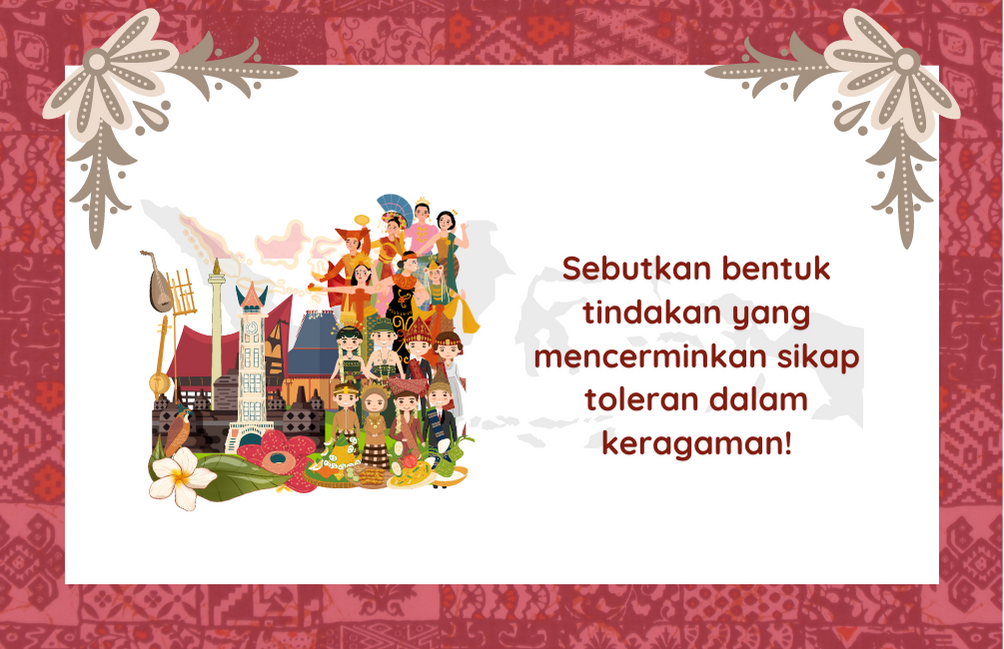 Sebutkan bentuk
tindakan yang
mencerminkan sikap
toleran dalam
keragaman!